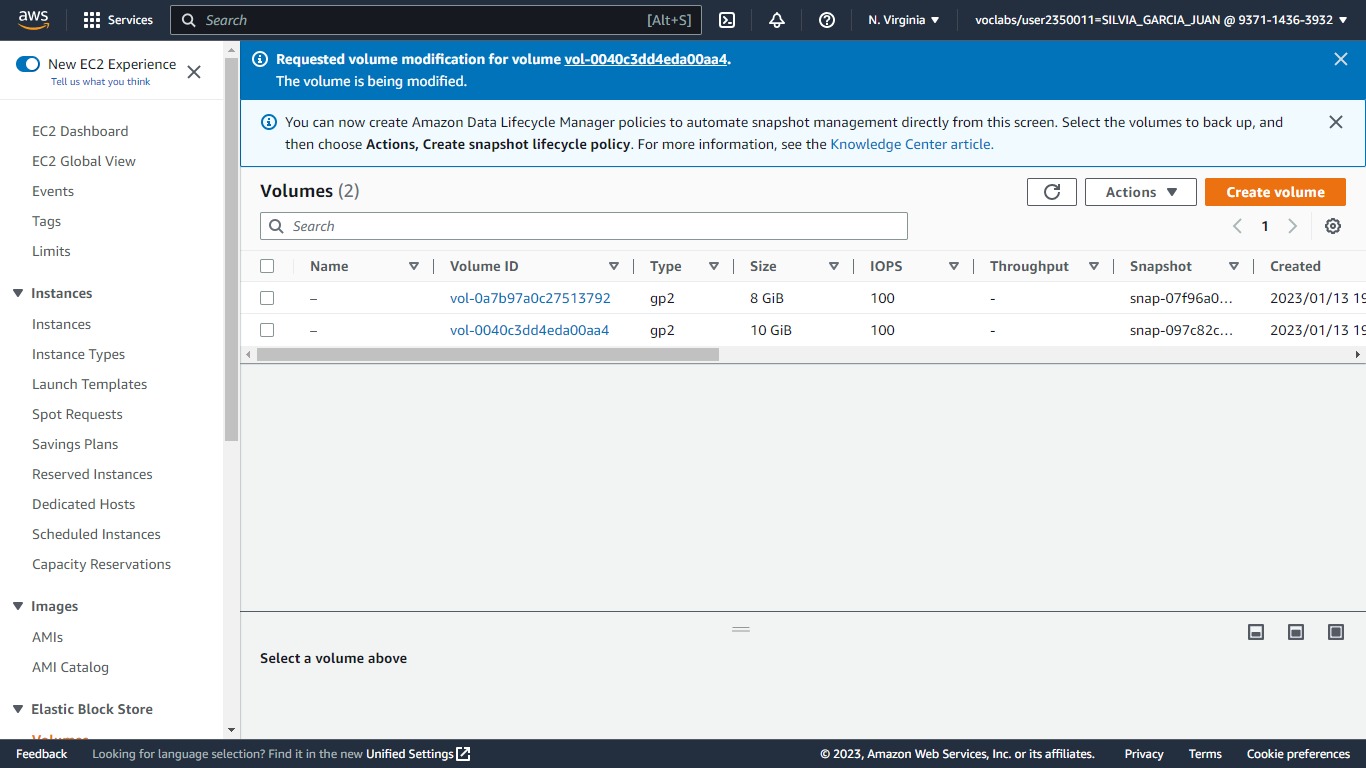 aws Services Search [Alt+S] N. Virginia voclabs/user2350011=SILVIA_GARCIA_JUAN @ 9371-1436-3932
New EC2 Experience
Tell us what you think
EC2 Dashboard
EC2 Global View
Events
Tags
Limits
Instances
Instances
Instance Types
Launch Templates
Spot Requests
Savings Plans
Reserved Instances
Dedicated Hosts
Scheduled Instances
Capacity Reservations
Images
AMIs
AMI Catalog
Elastic Block Store
Volumes
Requested volume modification for volume vol-0040c3dd4eda00aa4.
The volume is being modified.
You can now create Amazon Data Lifecycle Manager policies to automate snapshot management directly from this screen. Select the volumes to back up, and
then choose Actions, Create snapshot lifecycle policy. For more information, see the Knowledge Center article.
Volumes (2) Actions Create volume
Search 1
Name Volume ID Type Size IOPS Throughput Snapshot Created
– vol-0a7b97a0c27513792 gp2 8 GiB 100 - snap-07f96a0... 2023/01/13 19
– vol-0040c3dd4eda00aa4 gp2 10 GiB 100 - snap-097c82c... 2023/01/13 19
Select a volume above
Feedback Looking for language selection? Find it in the new Unified Settings © 2023, Amazon Web Services, Inc. or its affiliates. Privacy Terms Cookie preferences